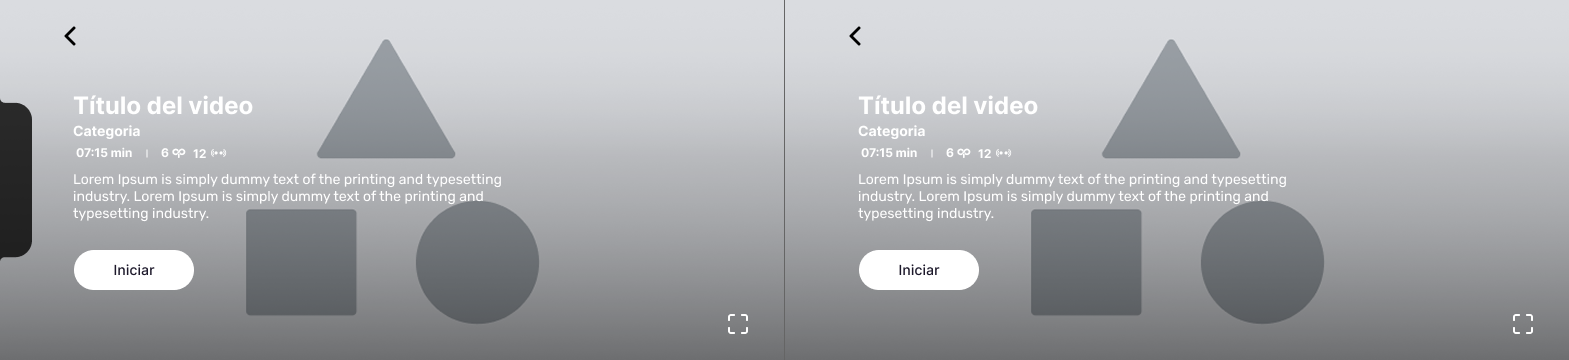 Título del video
Categoria
07:15 min | 6 12
Lorem Ipsum is simply dummy text of the printing and typesetting
industry. Lorem Ipsum is simply dummy text of the printing and
typesetting industry.
Iniciar
Título del video
Categoria
07:15 min | 6 12
Lorem Ipsum is simply dummy text of the printing and typesetting
industry. Lorem Ipsum is simply dummy text of the printing and
typesetting industry.
Iniciar